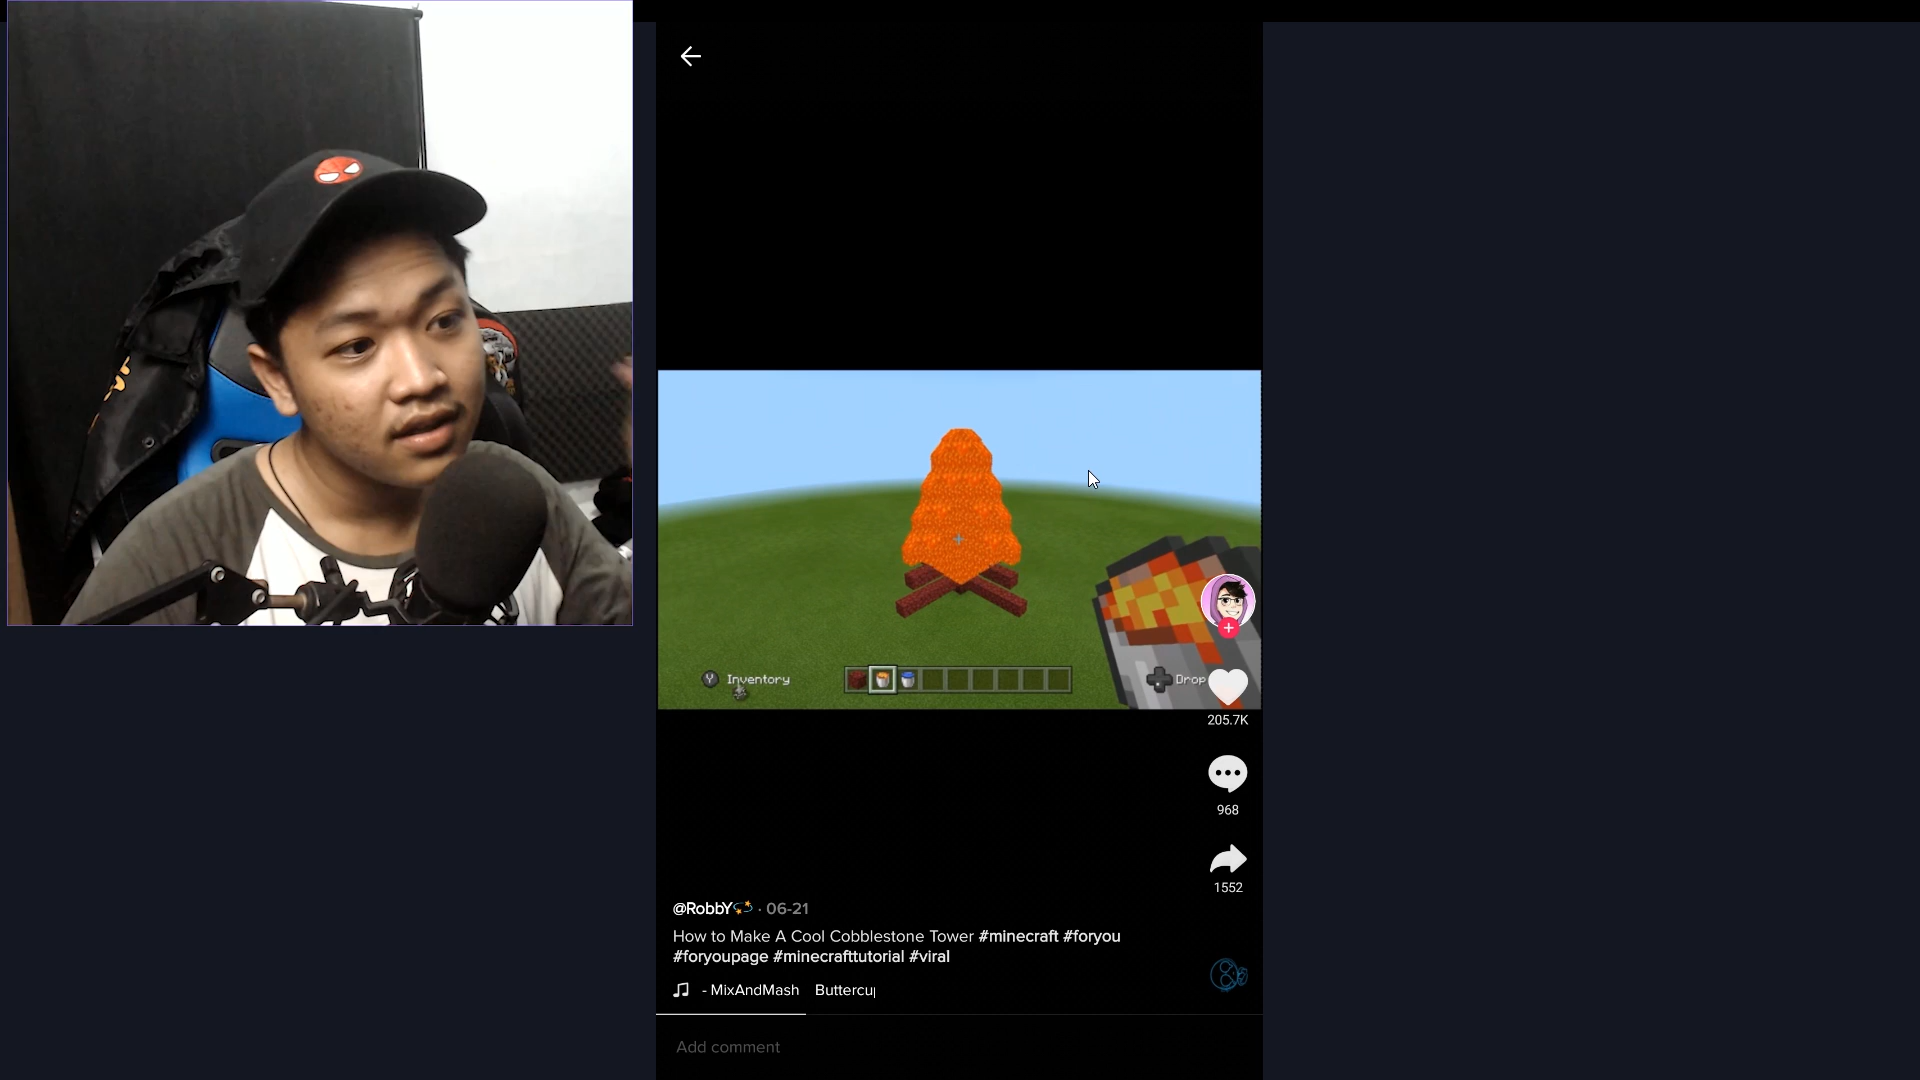 Inventory
Drop
205.7K
968
1552
@RobbY · 06-21
How to Make A Cool Cobblestone Tower #minecraft #foryou
#foryoupage #minecrafttutorial #viral
- MixAndMash Buttercu
Add comment